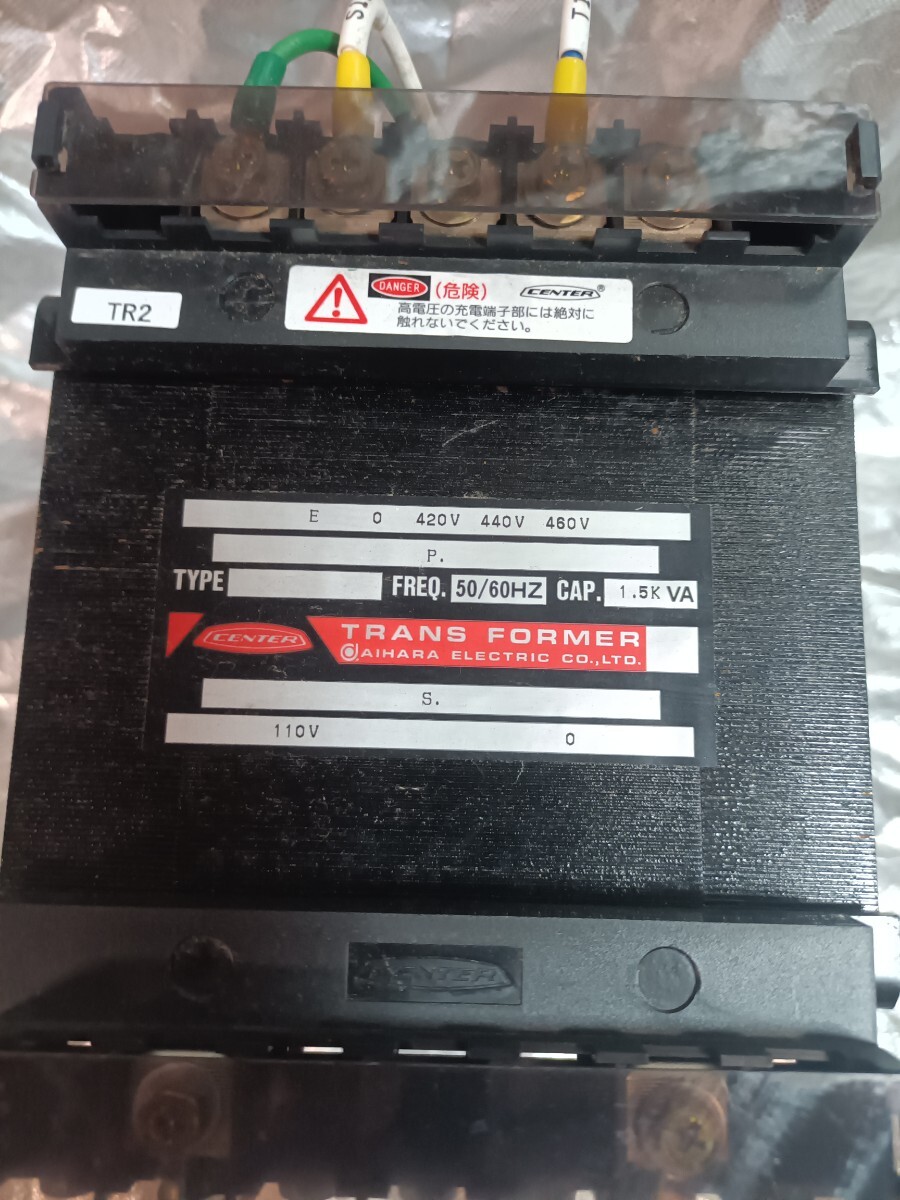 TR2
DANGER (危険) CENTER®
高電圧の充電端子部には絶対に
触れないでください。
E 0 420V 440V 460V
P.
TYPE FREQ. 50/60HZ CAP. 1.5K VA
CENTER TRANS FORMER
DAIHARA ELECTRIC CO.,LTD.
S.
110V 0
CENTER